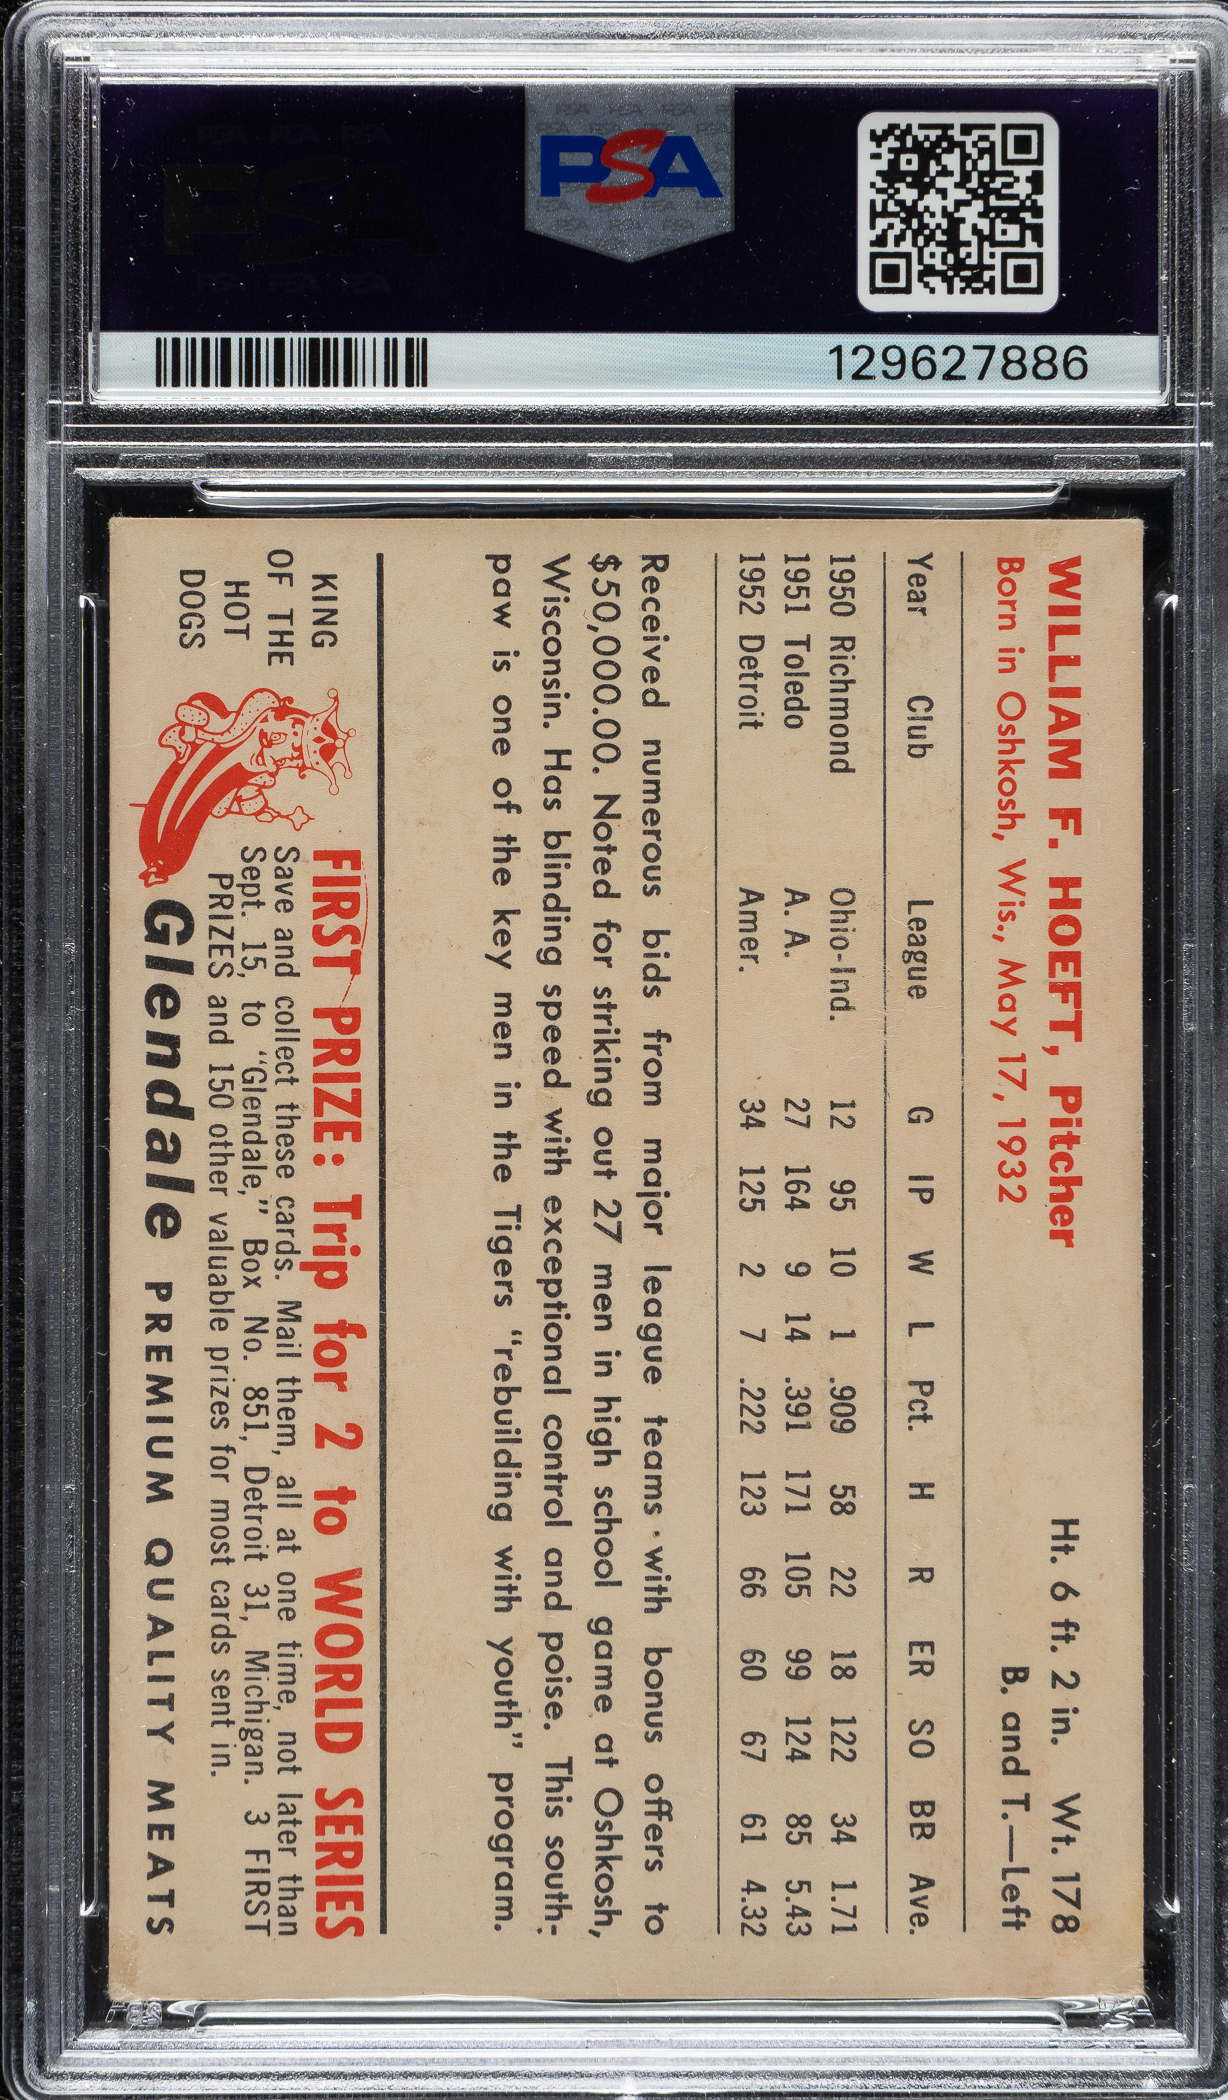 PSA
129627886
WILLIAM F. HOEFT, Pitcher Ht. 6 ft. 2 in. Wt. 178
Born in Oshkosh, Wis., May 17, 1932 B. and T.—Left
Year Club League G IP W L Pct. H R ER SO BB Ave.
1950 Richmond Ohio-Ind. 12 95 10 1 .909 58 22 18 122 34 1.71
1951 Toledo A. A. 27 164 9 14 .391 171 105 99 124 85 5.43
1952 Detroit Amer. 34 125 2 7 .222 123 66 60 67 61 4.32
Received numerous bids from major league teams with bonus offers to
$50,000.00. Noted for striking out 27 men in high school game at Oshkosh,
Wisconsin. Has blinding speed with exceptional control and poise. This south-
paw is one of the key men in the Tigers "rebuilding with youth" program.
KING
OF THE
HOT
DOGS
FIRST PRIZE: Trip for 2 to WORLD SERIES
Save and collect these cards. Mail them, all at one time, not later than
Sept. 15, to "Glendale," Box No. 851, Detroit 31, Michigan. 3 FIRST
PRIZES and 150 other valuable prizes for most cards sent in.
Glendale PREMIUM QUALITY MEATS